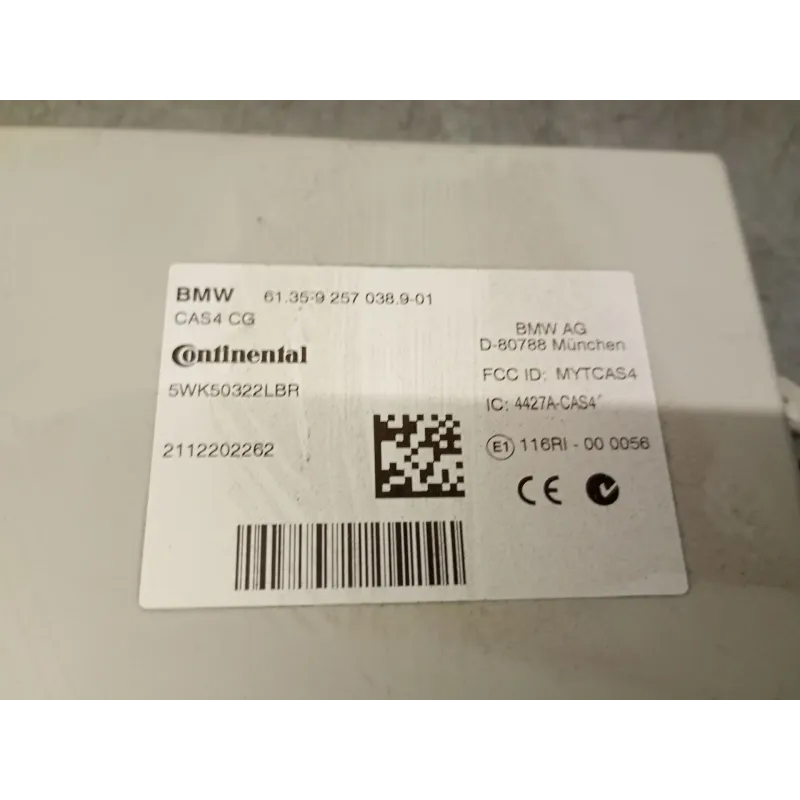 BMW 61.35-9 257 038.9-01
CAS4 CG
Continental
5WK50322LBR
2112202262
BMW AG
D-80788 München
FCC ID: MYTCAS4
IC: 4427A-CAS4
E1 116RI - 00 0056
CE